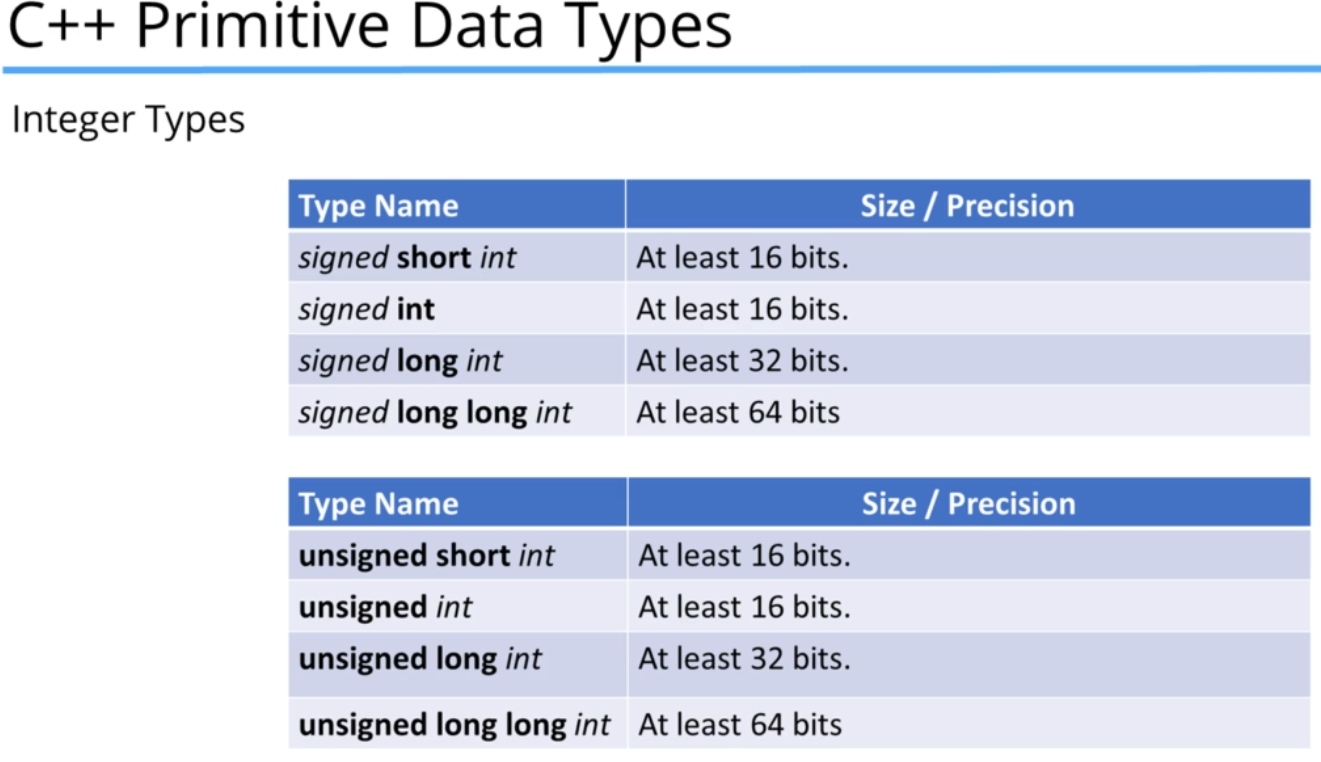 C++ Primitive Data Types
Integer Types
Type Name Size / Precision
signed short int At least 16 bits.
signed int At least 16 bits.
signed long int At least 32 bits.
signed long long int At least 64 bits
Type Name Size / Precision
unsigned short int At least 16 bits.
unsigned int At least 16 bits.
unsigned long int At least 32 bits.
unsigned long long int At least 64 bits